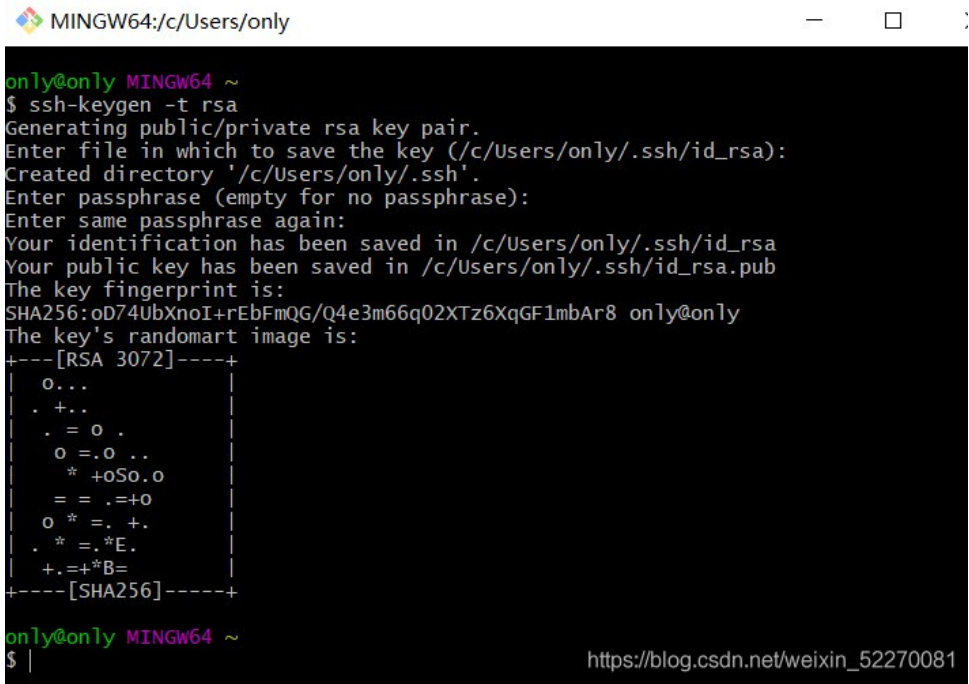 MINGW64:/c/Users/only
only@only MINGW64 ~
$ ssh-keygen -t rsa
Generating public/private rsa key pair.
Enter file in which to save the key (/c/Users/only/.ssh/id_rsa):
Created directory '/c/Users/only/.ssh'.
Enter passphrase (empty for no passphrase):
Enter same passphrase again:
Your identification has been saved in /c/Users/only/.ssh/id_rsa
Your public key has been saved in /c/Users/only/.ssh/id_rsa.pub
The key fingerprint is:
SHA256:oD74UbXnoI+rEbFmQG/Q4e3m66q02XTz6XqGF1mbAr8 only@only
The key's randomart image is:
+---[RSA 3072]----+
|  o...           |
| . +..           |
|  . = o .        |
|   o =.o ..      |
|    * +oSo.o     |
|   = = .=+o      |
|  o * =. +.      |
| . * =.*E.       |
|  +.=+*B=        |
+----[SHA256]-----+
only@only MINGW64 ~
$
https://blog.csdn.net/weixin_52270081